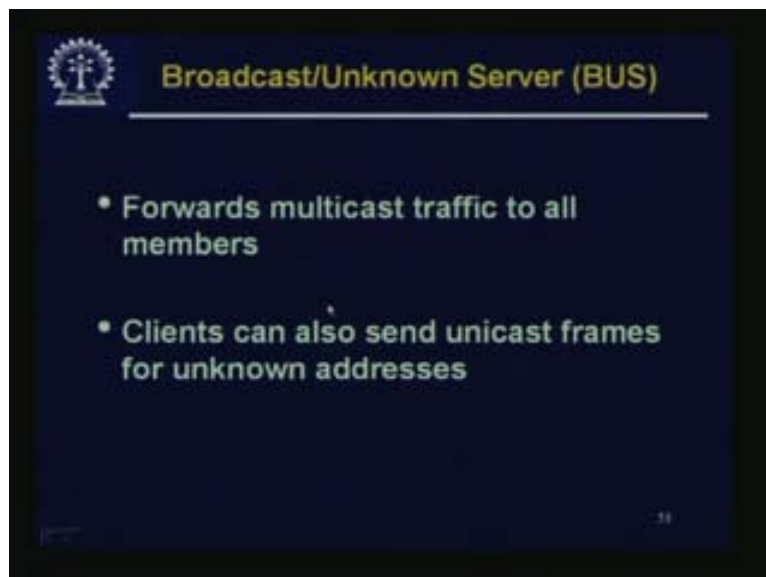 Broadcast/Unknown Server (BUS)
• Forwards multicast traffic to all
members
• Clients can also send unicast frames
for unknown addresses